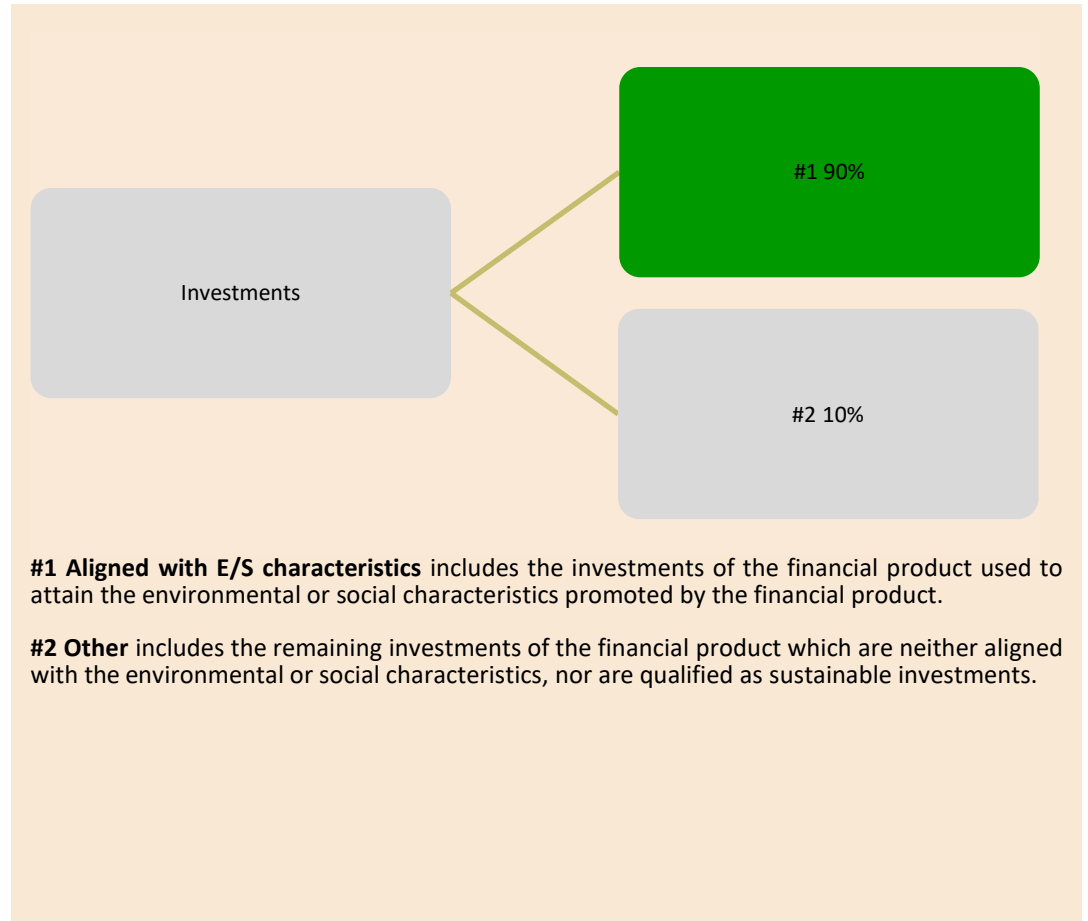 #1 90%
Investments
#2 10%
#1 Aligned with E/S characteristics includes the investments of the financial product used to
attain the environmental or social characteristics promoted by the financial product.
#2 Other includes the remaining investments of the financial product which are neither aligned
with the environmental or social characteristics, nor are qualified as sustainable investments.